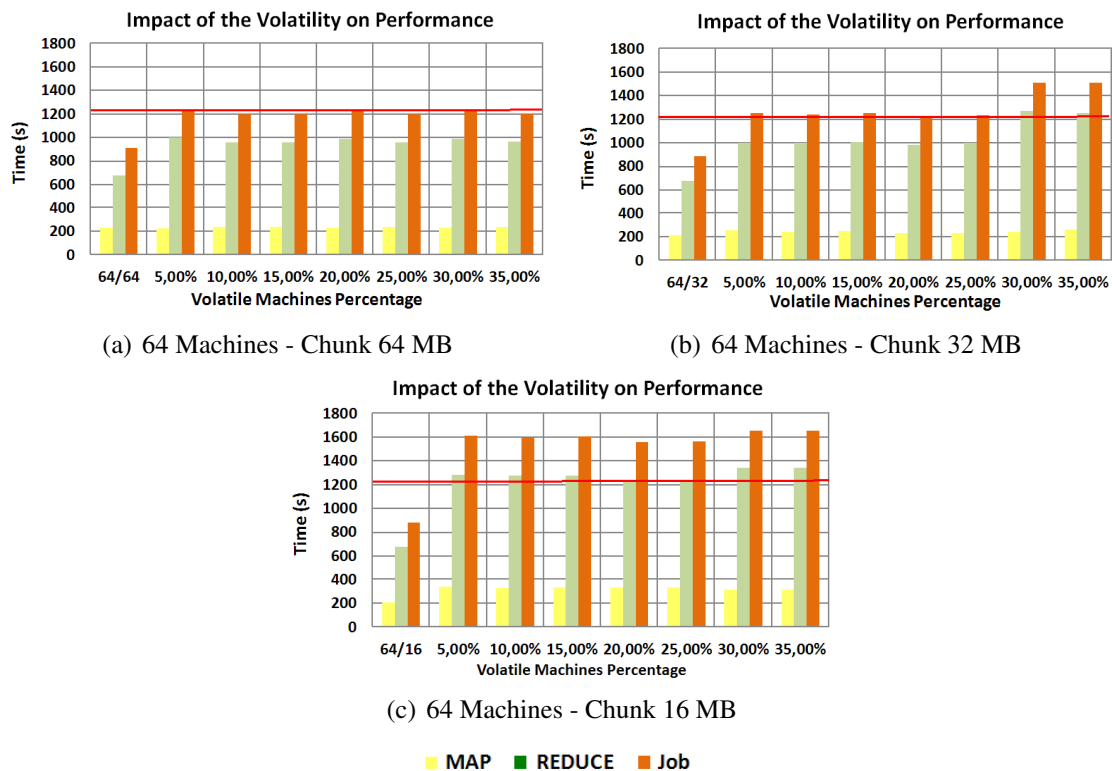 Impact of the Volatility on Performance
1800
1600
1400
1200
1000
800
600
400
200
0
Time (s)
64/64 5,00% 10,00% 15,00% 20,00% 25,00% 30,00% 35,00%
Volatile Machines Percentage
(a) 64 Machines - Chunk 64 MB
Impact of the Volatility on Performance
1800
1600
1400
1200
1000
800
600
400
200
0
Time (s)
64/32 5,00% 10,00% 15,00% 20,00% 25,00% 30,00% 35,00%
Volatile Machines Percentage
(b) 64 Machines - Chunk 32 MB
Impact of the Volatility on Performance
1800
1600
1400
1200
1000
800
600
400
200
0
Time (s)
64/16 5,00% 10,00% 15,00% 20,00% 25,00% 30,00% 35,00%
Volatile Machines Percentage
(c) 64 Machines - Chunk 16 MB
MAP REDUCE Job